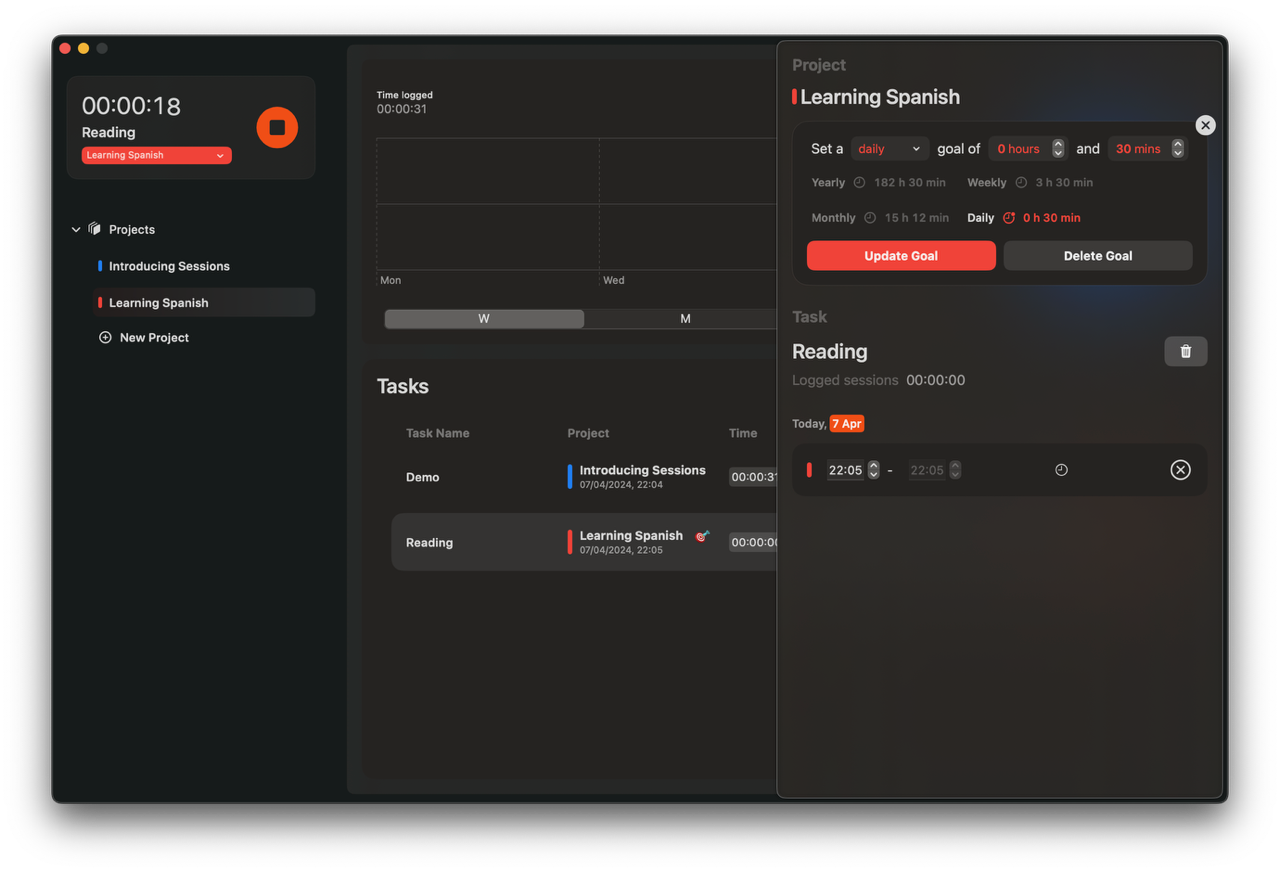 00:00:18
Reading
Learning Spanish
Projects
Introducing Sessions
Learning Spanish
New Project
Time logged
00:00:31
Mon Wed
W M
Tasks
Task Name Project Time
Demo Introducing Sessions 00:00:31
07/04/2024, 22:04
Reading Learning Spanish 00:00:00
07/04/2024, 22:05
Project
Learning Spanish
Set a daily goal of 0 hours and 30 mins
Yearly 182 h 30 min Weekly 3 h 30 min
Monthly 15 h 12 min Daily 0 h 30 min
Update Goal Delete Goal
Task
Reading
Logged sessions 00:00:00
Today, 7 Apr
22:05 - 22:05